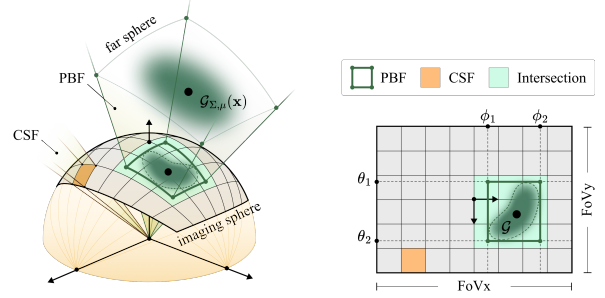 far sphere
PBF
𝒢Σ,μ(x)
CSF
imaging sphere
PBF CSF Intersection
ϕ1 ϕ2
θ1
θ2
𝒢
FoVy
FoVx